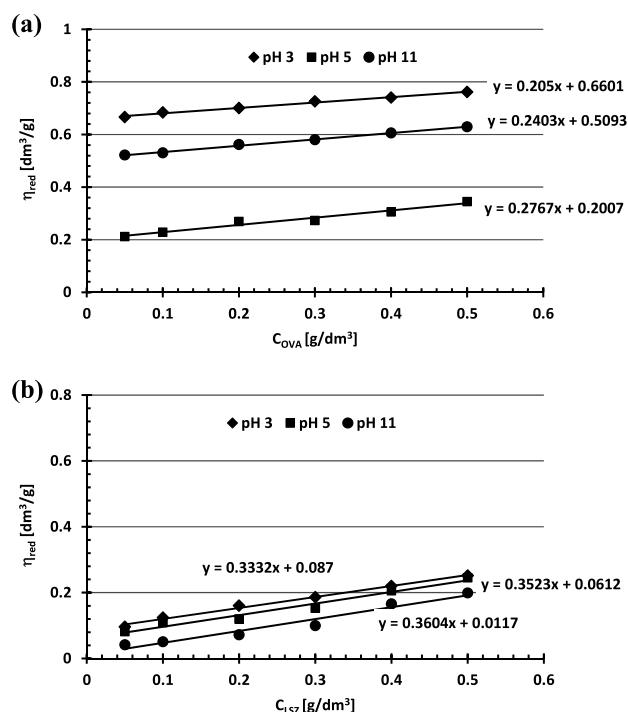 (a)
1
0.8
0.6
0.4
0.2
0
◆ pH 3 ■ pH 5 ● pH 11
y = 0.205x + 0.6601
y = 0.2403x + 0.5093
y = 0.2767x + 0.2007
ηred [dm³/g]
0 0.1 0.2 0.3 0.4 0.5 0.6
COVA [g/dm³]
(b)
0.8
0.6
0.4
0.2
0
◆ pH 3 ■ pH 5 ● pH 11
y = 0.3332x + 0.087
y = 0.3523x + 0.0612
y = 0.3604x + 0.0117
ηred [dm³/g]
0 0.1 0.2 0.3 0.4 0.5 0.6
CLSZ [g/dm³]